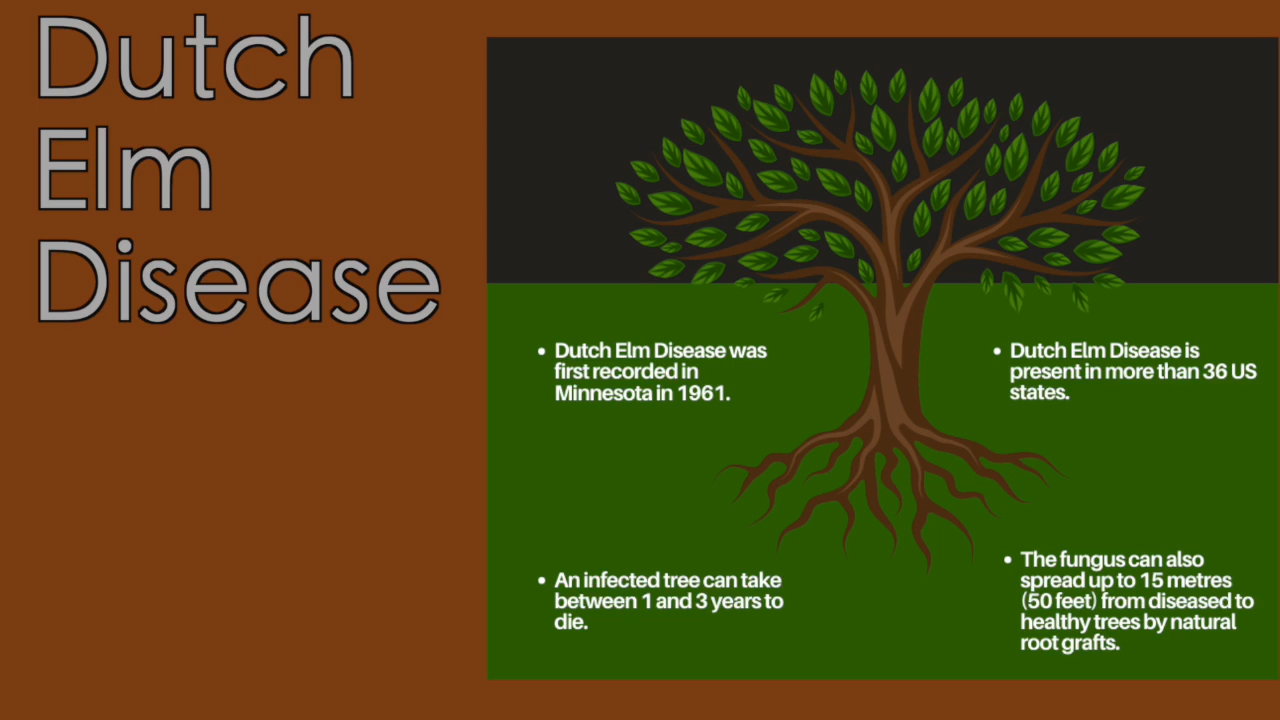 Dutch
Elm
Disease
• Dutch Elm Disease was
first recorded in
Minnesota in 1961.
• Dutch Elm Disease is
present in more than 36 US
states.
• An infected tree can take
between 1 and 3 years to
die.
• The fungus can also
spread up to 15 metres
(50 feet) from diseased to
healthy trees by natural
root grafts.